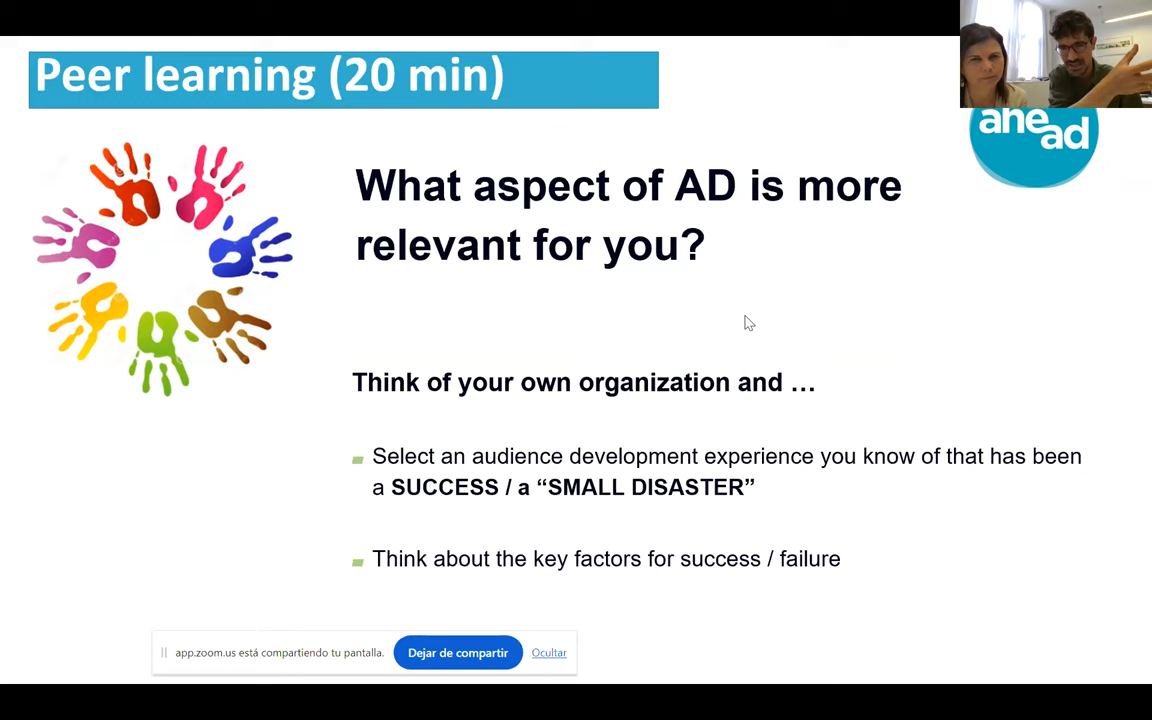 Peer learning (20 min)
ahead
What aspect of AD is more
relevant for you?
Think of your own organization and …
Select an audience development experience you know of that has been
a SUCCESS / a “SMALL DISASTER”
Think about the key factors for success / failure
app.zoom.us está compartiendo tu pantalla.
Dejar de compartir
Ocultar